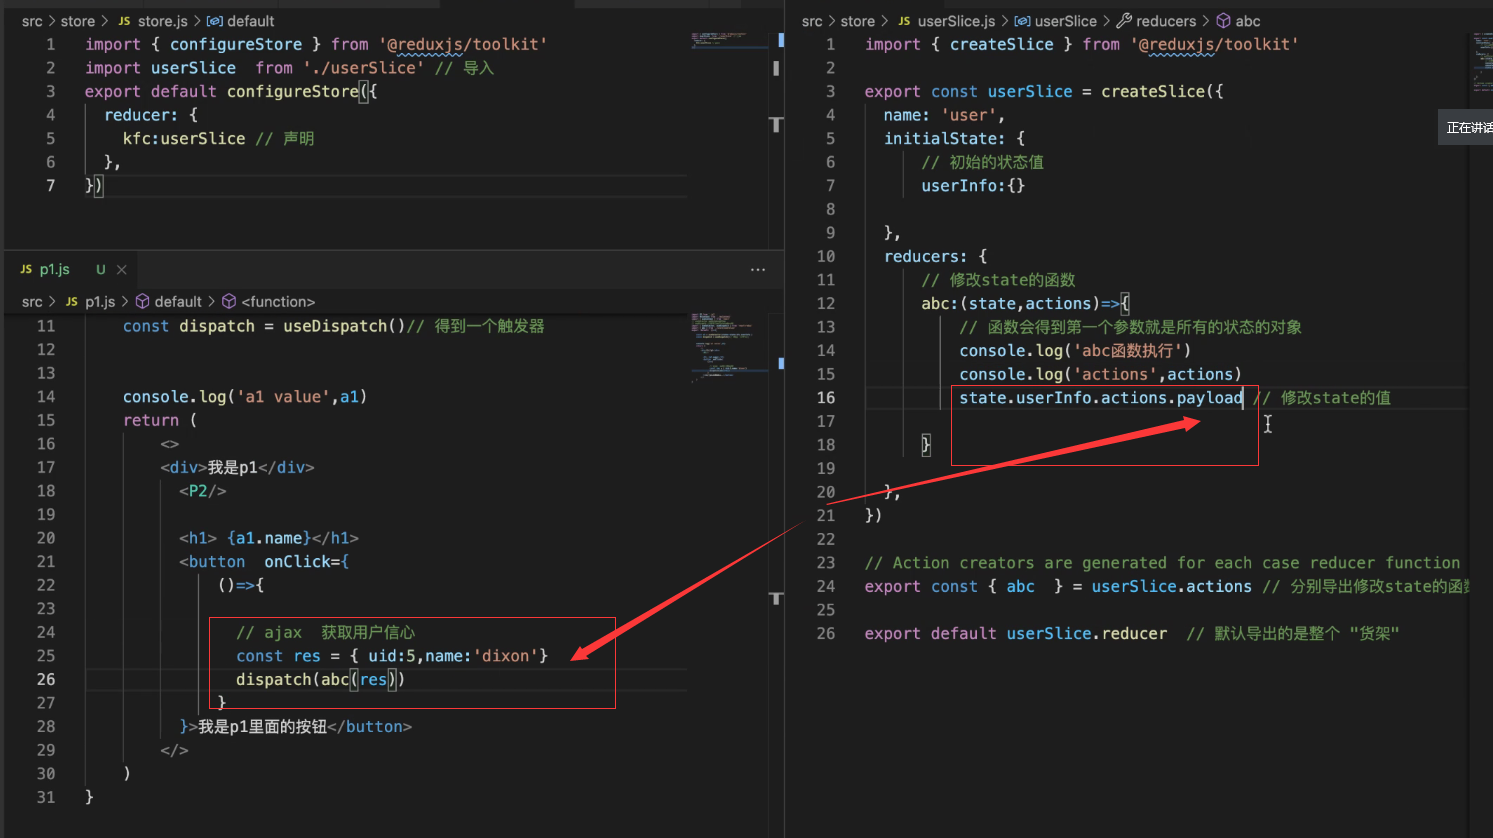 src > store > JS store.js > default
1 import { configureStore } from '@reduxjs/toolkit'
2 import userSlice  from './userSlice' // 导入
3 export default configureStore({
4   reducer: {
5     kfc:userSlice // 声明
6   },
7 })
JS p1.js U ×
src > JS p1.js > default > <function>
11     const dispatch = useDispatch()// 得到一个触发器
12
13
14     console.log('a1 value',a1)
15     return (
16         <>
17         <div>我是p1</div>
18           <P2/>
19
20           <h1> {a1.name}</h1>
21           <button  onClick={
22               ()=>{
23
24                 // ajax  获取用户信心
25                 const res = { uid:5,name:'dixon'}
26                 dispatch(abc(res))
27               }
28           }>我是p1里面的按钮</button>
29         </>
30     )
31 }
src > store > JS userSlice.js > userSlice > reducers > abc
1 import { createSlice } from '@reduxjs/toolkit'
2
3 export const userSlice = createSlice({
4   name: 'user',
5   initialState: {
6       // 初始的状态值
7       userInfo:{}
8
9   },
10   reducers: {
11       // 修改state的函数
12       abc:(state,actions)=>{
13           // 函数会得到第一个参数就是所有的状态的对象
14           console.log('abc函数执行')
15           console.log('actions',actions)
16           state.userInfo.actions.payload // 修改state的值
17
18       }
19
20   },
21 })
22
23 // Action creators are generated for each case reducer function
24 export const { abc  } = userSlice.actions // 分别导出修改state的函
25
26 export default userSlice.reducer  // 默认导出的是整个 "货架"
正在讲话